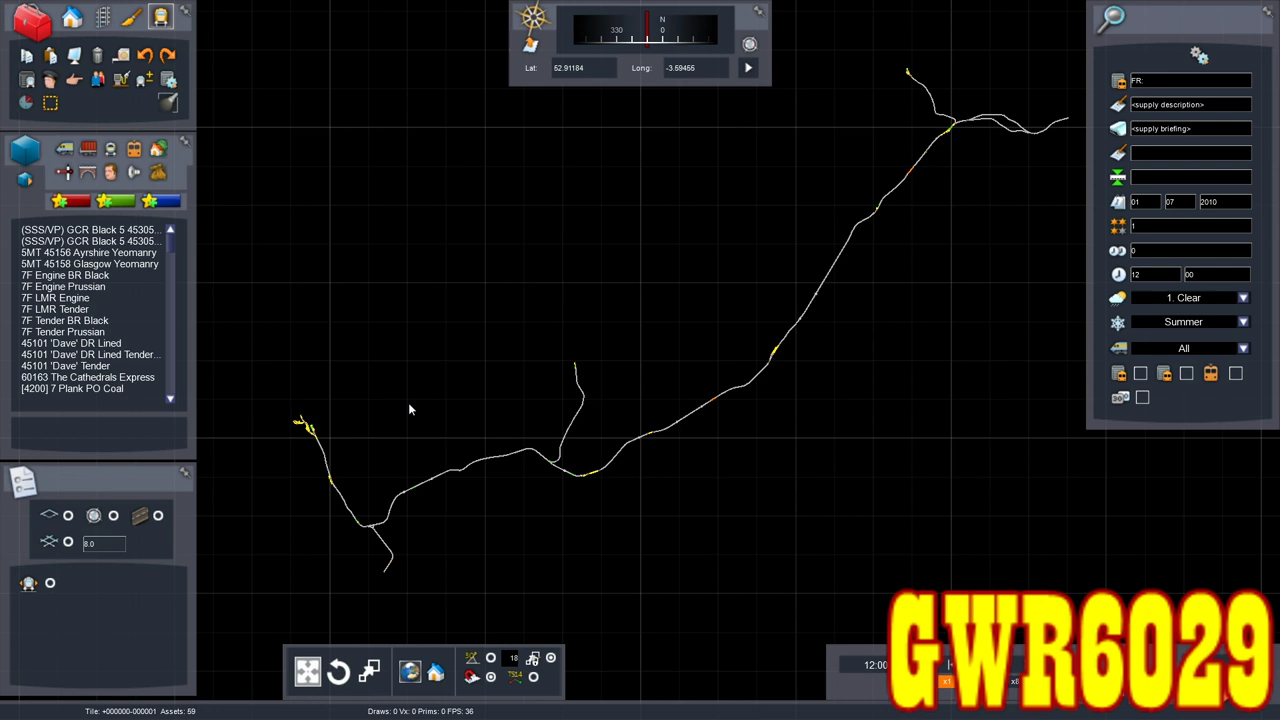 N
330
0
Lat:
52.91184
Long:
-3.59455
FR:
<supply description>
<supply briefing>
01
07
2010
1
0
12
00
1. Clear
Summer
All
(SSS/VP) GCR Black 5 45305...
(SSS/VP) GCR Black 5 45305...
5MT 45156 Ayrshire Yeomanry
5MT 45158 Glasgow Yeomanry
7F Engine BR Black
7F Engine Prussian
7F LMR Engine
7F LMR Tender
7F Tender BR Black
7F Tender Prussian
45101 'Dave' DR Lined
45101 'Dave' DR Lined Tender...
45101 'Dave' Tender
60163 The Cathedrals Express
[4200] 7 Plank PO Coal
8.0
18
TS14
12:00
x1
GWR6029
Tile: +000000-000001 Assets: 59
Draws: 0 Vx: 0 Prims: 0 FPS: 36